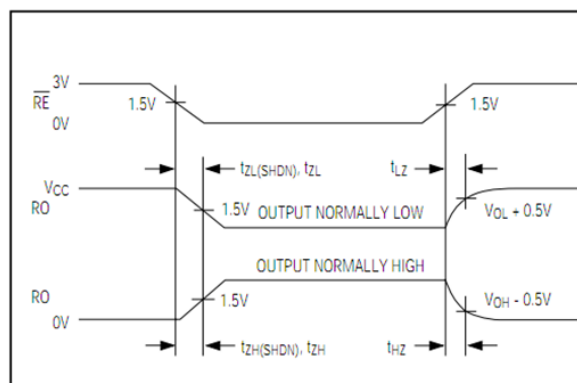 3V
RE
1.5V
1.5V
0V
tZL(SHDN), tZL
tLZ
VCC
RO
1.5V
OUTPUT NORMALLY LOW
VOL + 0.5V
OUTPUT NORMALLY HIGH
RO
1.5V
VOH - 0.5V
0V
tZH(SHDN), tZH
tHZ